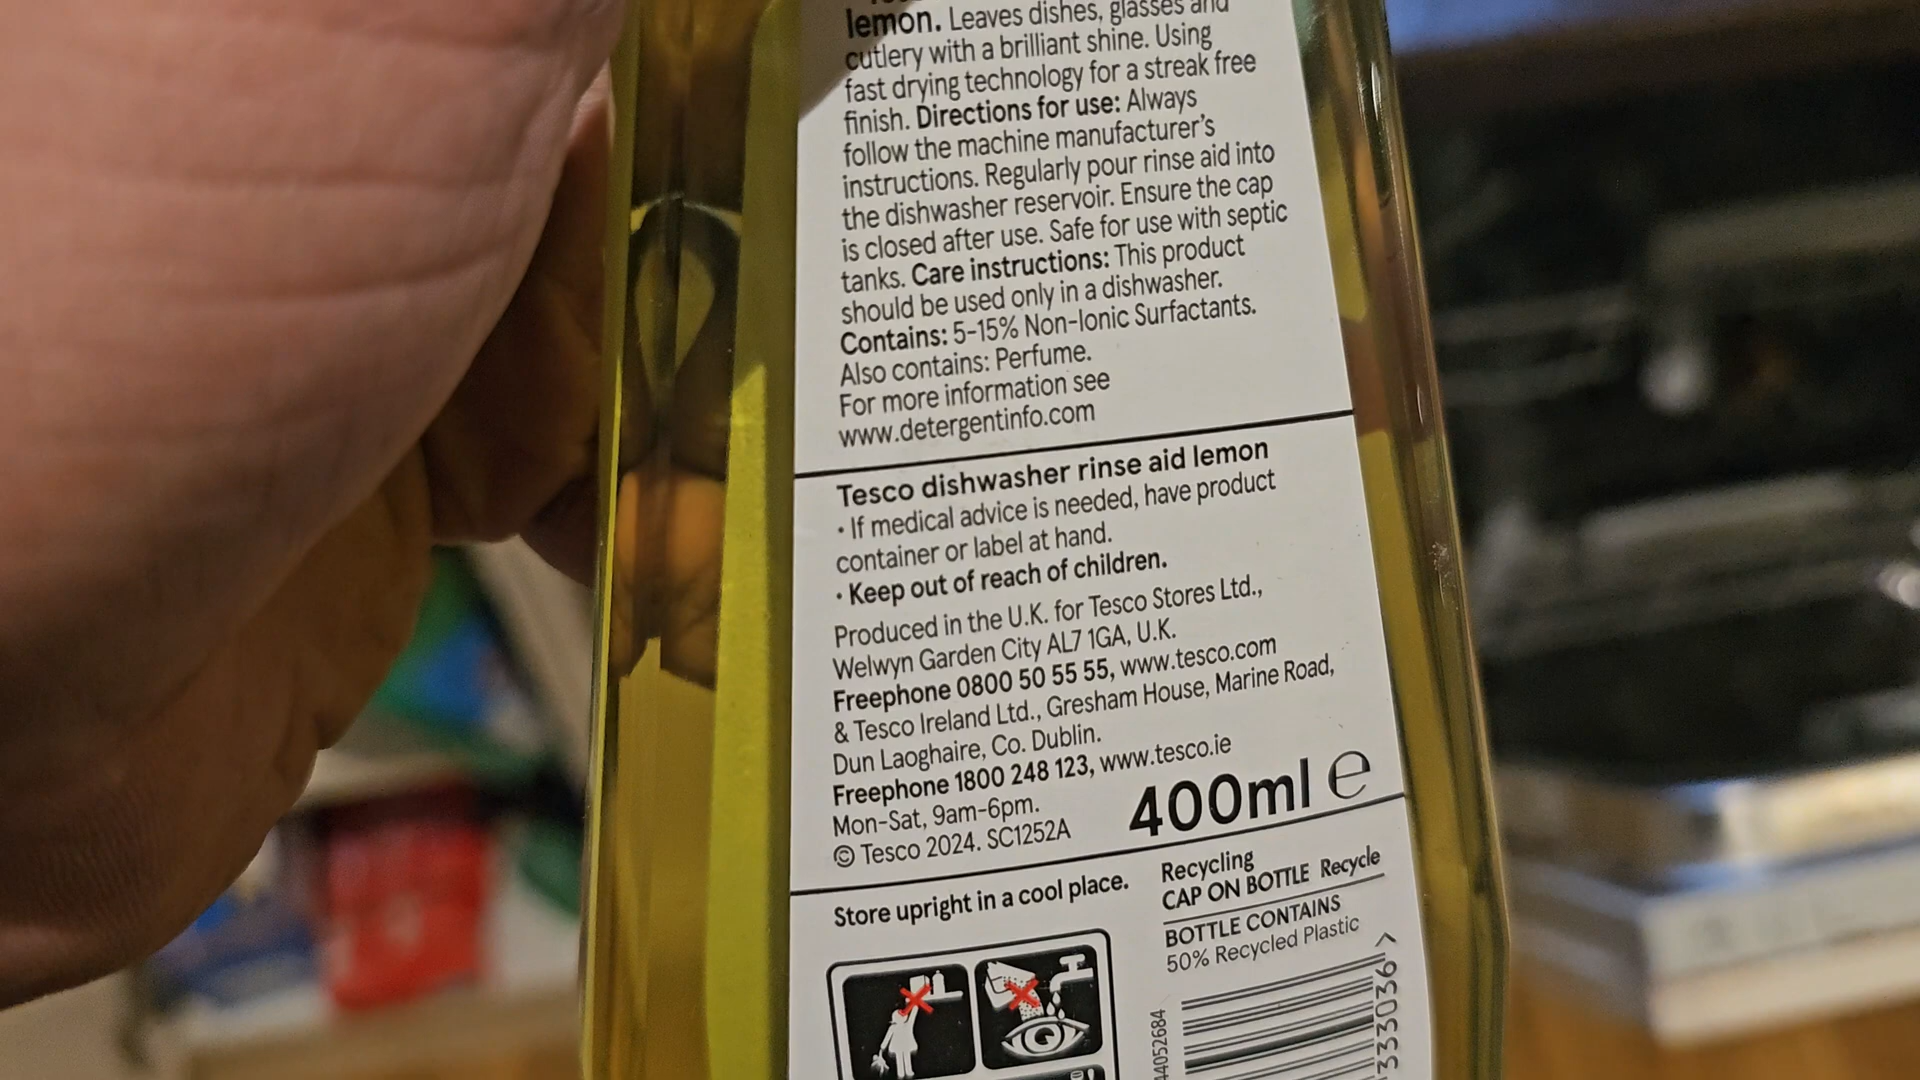 lemon. Leaves dishes, glasses and
cutlery with a brilliant shine. Using
fast drying technology for a streak free
finish. Directions for use: Always
follow the machine manufacturer's
instructions. Regularly pour rinse aid into
the dishwasher reservoir. Ensure the cap
is closed after use. Safe for use with septic
tanks. Care instructions: This product
should be used only in a dishwasher.
Contains: 5-15% Non-Ionic Surfactants.
Also contains: Perfume.
For more information see
www.detergentinfo.com
Tesco dishwasher rinse aid lemon
• If medical advice is needed, have product
container or label at hand.
• Keep out of reach of children.
Produced in the U.K. for Tesco Stores Ltd.,
Welwyn Garden City AL7 1GA, U.K.
Freephone 0800 50 55 55, www.tesco.com
& Tesco Ireland Ltd., Gresham House, Marine Road,
Dun Laoghaire, Co. Dublin.
Freephone 1800 248 123, www.tesco.ie
Mon-Sat, 9am-6pm.
© Tesco 2024. SC1252A
400ml ℮
Store upright in a cool place.
Recycling
CAP ON BOTTLE Recycle
BOTTLE CONTAINS
50% Recycled Plastic
44052684
333036>